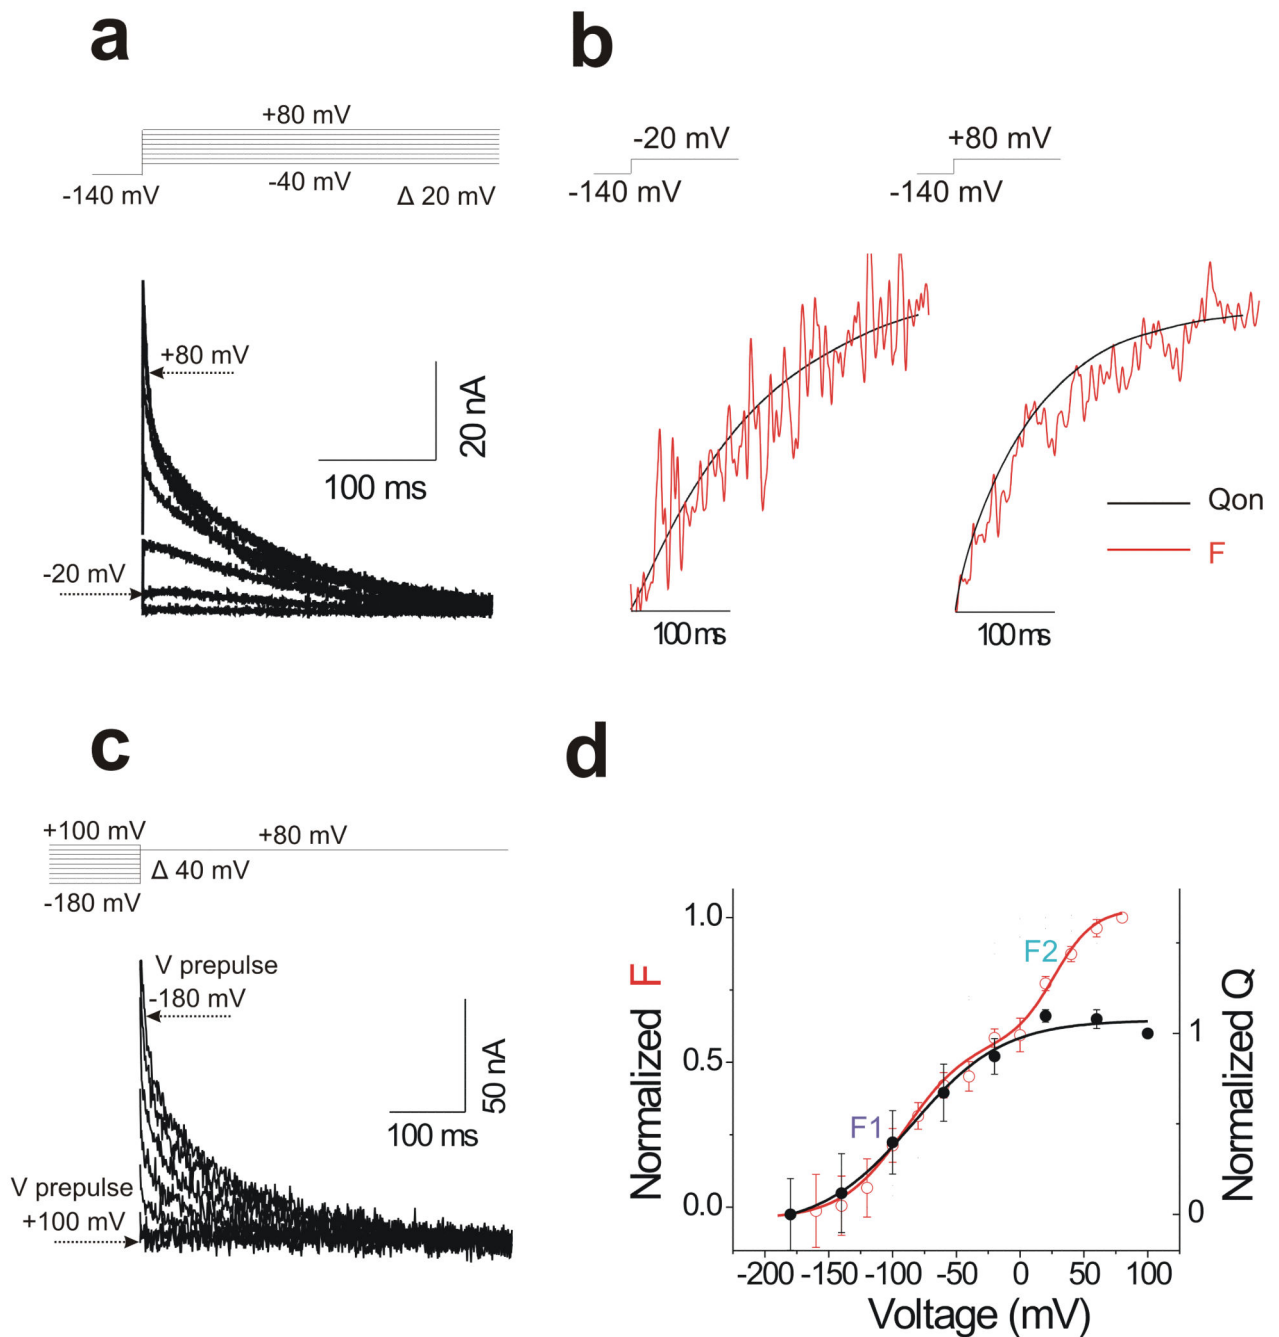 a
+80 mV
-140 mV
-40 mV
Δ 20 mV
+80 mV
20 nA
100 ms
-20 mV
b
-20 mV
-140 mV
+80 mV
-140 mV
Qon
F
100 ms
100 ms
c
+100 mV
+80 mV
Δ 40 mV
-180 mV
V prepulse
-180 mV
50 nA
100 ms
V prepulse
+100 mV
d
Normalized F
1.0
0.5
0.0
F1
F2
Normalized Q
1
0
-200 -150 -100 -50 0 50 100
Voltage (mV)